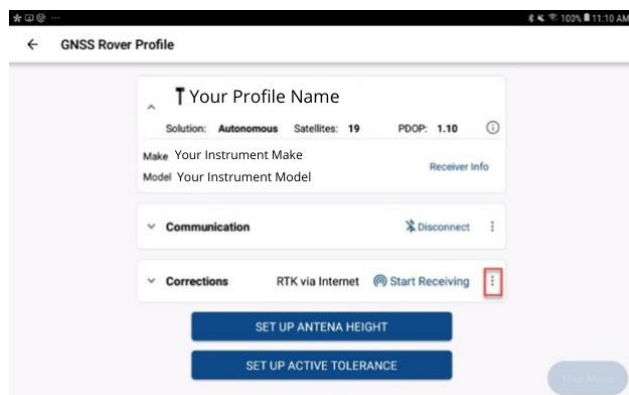 100% 11:10 AM
GNSS Rover Profile
Your Profile Name
Solution: Autonomous Satellites: 19 PDOP: 1.10
Make Your Instrument Make
Receiver Info
Model Your Instrument Model
Communication Disconnect
Corrections RTK via Internet Start Receiving
SET UP ANTENA HEIGHT
SET UP ACTIVE TOLERANCE